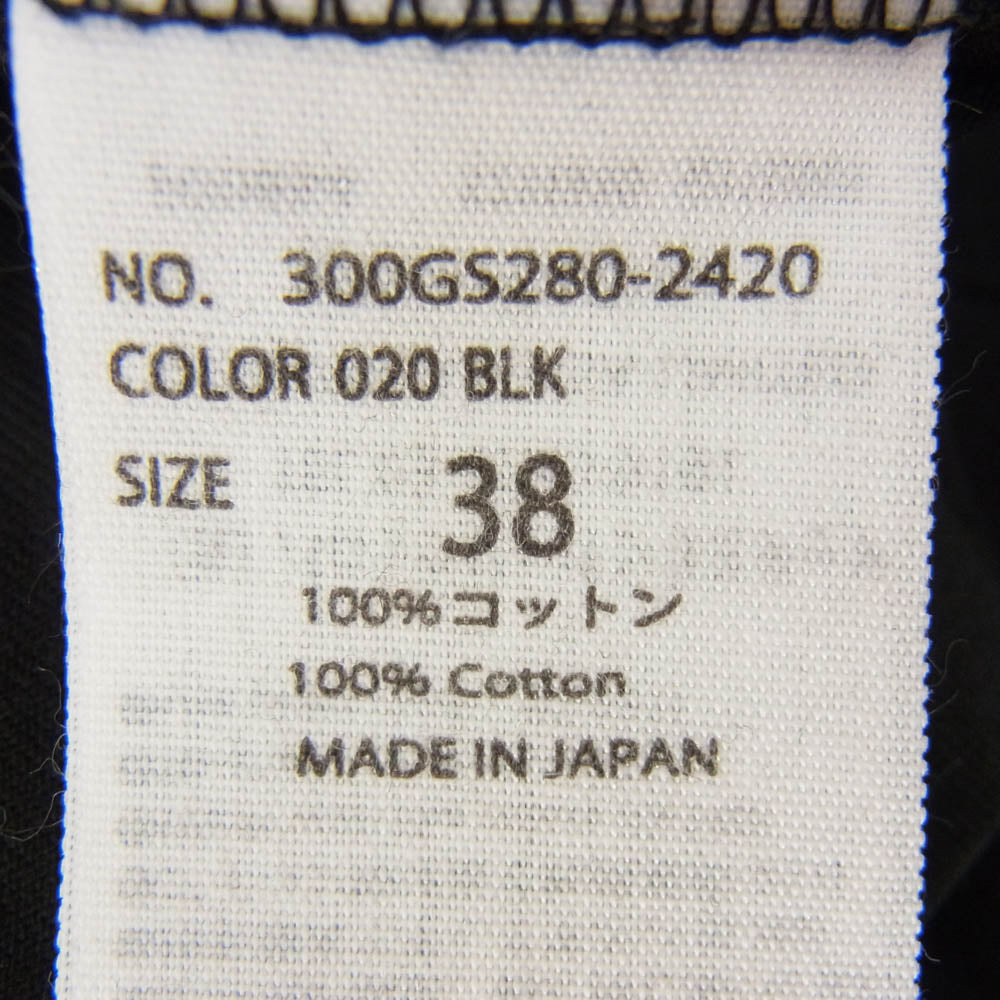 NO. 300GS280-2420
COLOR 020 BLK
SIZE 38
100%コットン
100% Cotton
MADE IN JAPAN